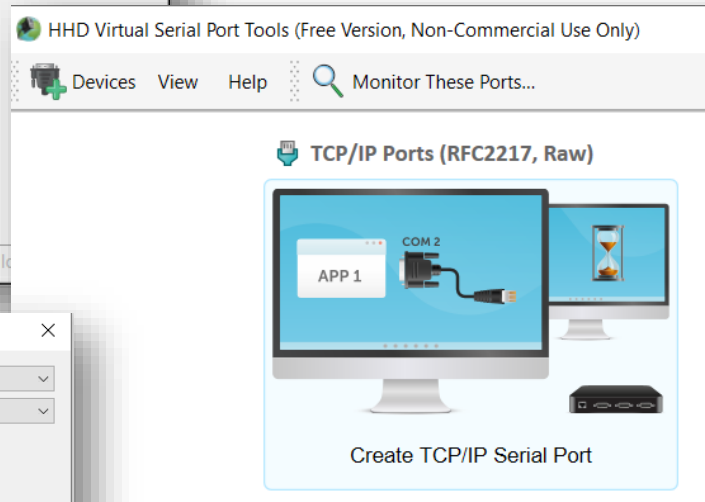 HHD Virtual Serial Port Tools (Free Version, Non-Commercial Use Only)
Devices View Help Monitor These Ports...
TCP/IP Ports (RFC2217, Raw)
COM 2
APP 1
Create TCP/IP Serial Port